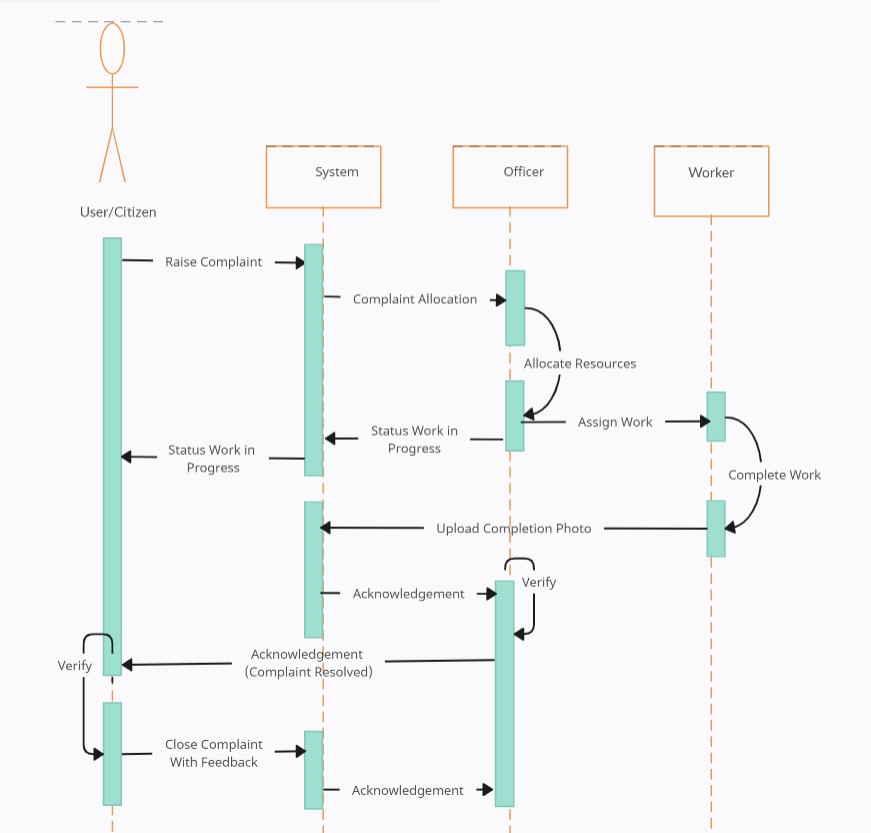 System
Officer
Worker
User/Citizen
Raise Complaint
Complaint Allocation
Allocate Resources
Assign Work
Status Work in
Progress
Status Work in
Progress
Complete Work
Upload Completion Photo
Verify
Acknowledgement
Acknowledgement
(Complaint Resolved)
Verify
Close Complaint
With Feedback
Acknowledgement